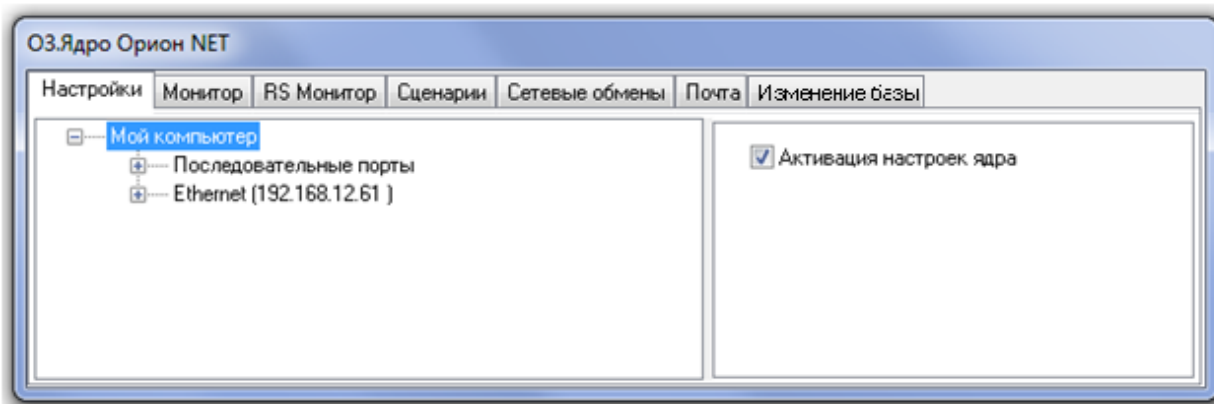 О3.Ядро Орион NET
Настройки Монитор RS Монитор Сценарии Сетевые обмены Почта Изменение базы
Мой компьютер
Активация настроек ядра
Последовательные порты
Ethernet (192.168.12.61 )